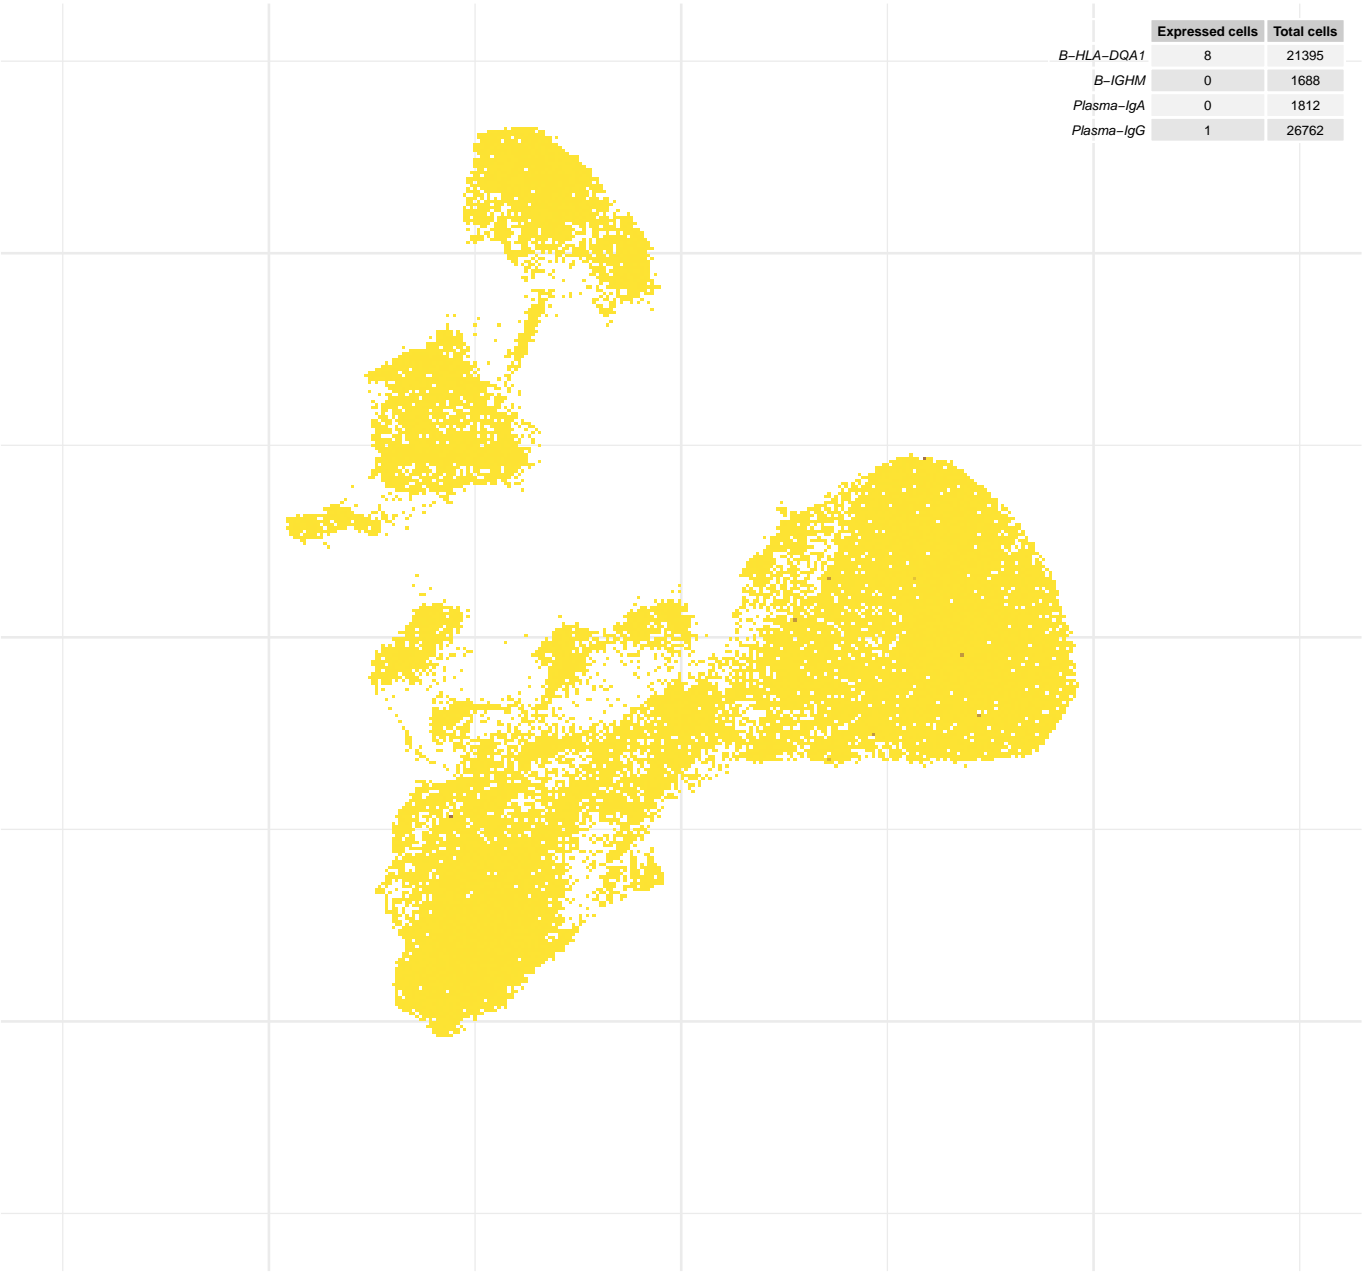 Expressed cells Total cells
B−HLA−DQA1 8 21395
B−IGHM 0 1688
Plasma−IgA 0 1812
Plasma−IgG 1 26762